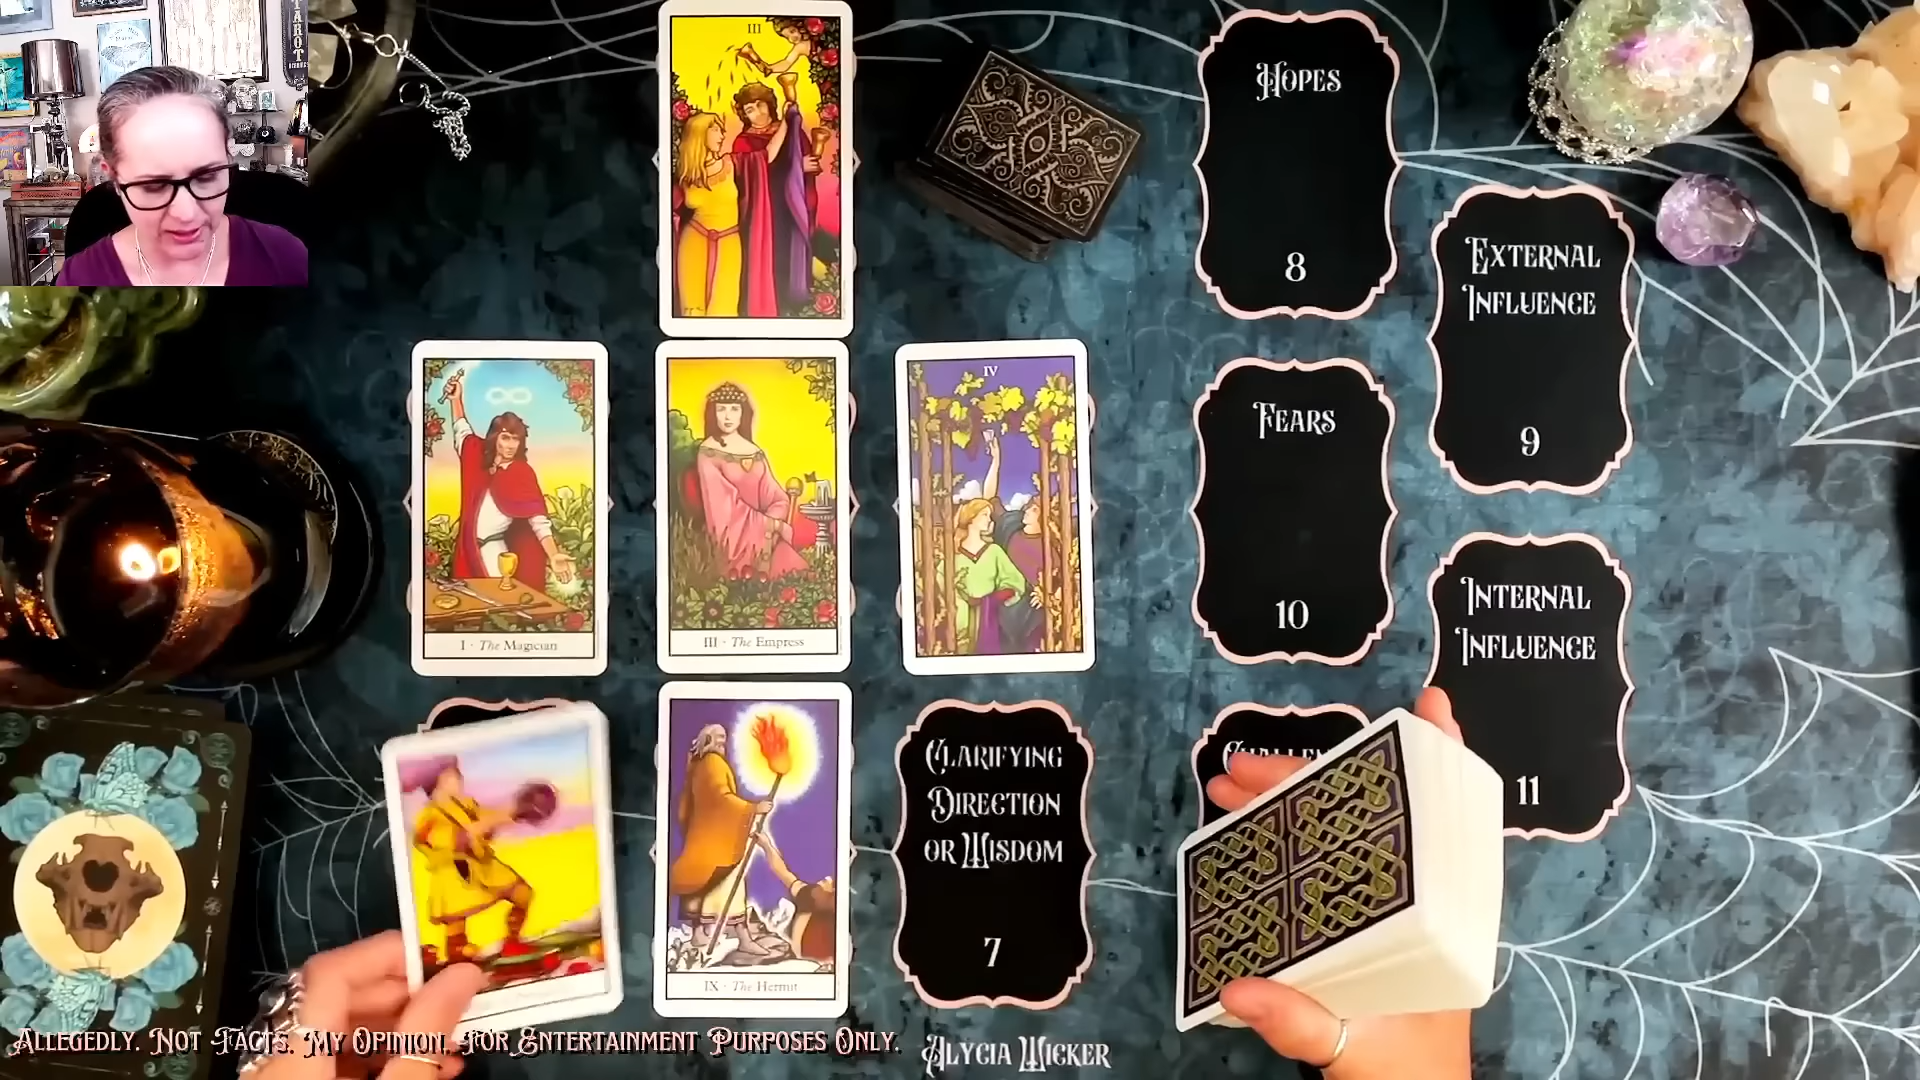 TAROT
III
HOPES
8
EXTERNAL
INFLUENCE
9
I · The Magician
III · The Empress
IV
FEARS
10
INTERNAL
INFLUENCE
11
IX · The Hermit
CLARIFYING
DIRECTION
OR WISDOM
7
ALLEGEDLY. NOT FACTS. MY OPINION. FOR ENTERTAINMENT PURPOSES ONLY.
ALYCIA WICKER